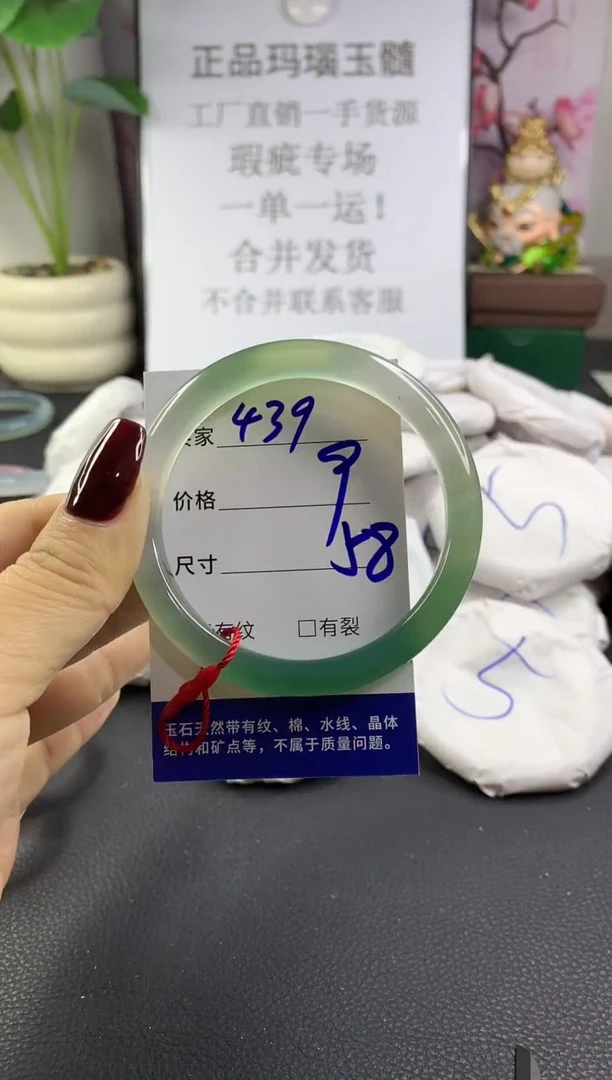 正品玛瑙玉髓
工厂直销一手货源
瑕疵专场
一单一运!
合并发货
不合并联系客服
家 439
价格 9
尺寸 58
有纹 □有裂
玉石天然带有纹、棉、水线、晶体
结构和矿点等，不属于质量问题。
5
5